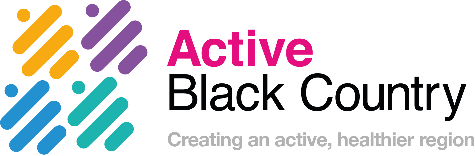 Active
Black Country
Creating an active, healthier region